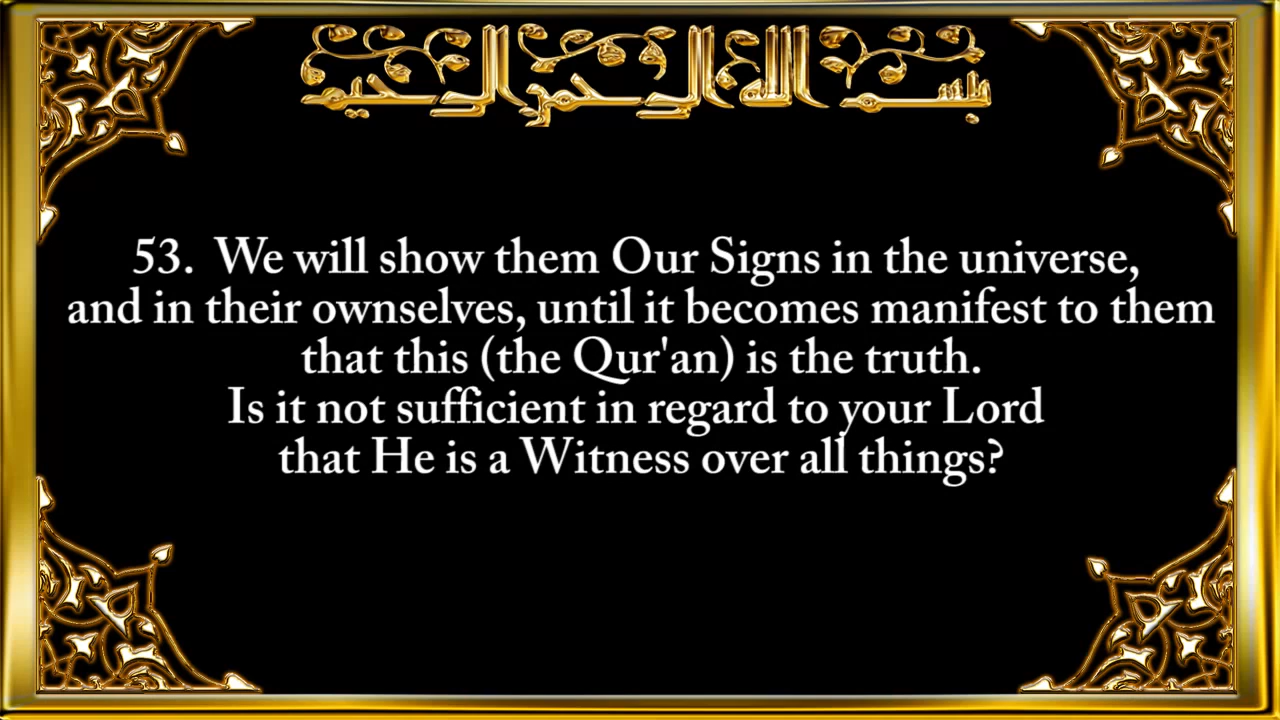 بسم الله الرحمن الرحيم
53. We will show them Our Signs in the universe,
and in their ownselves, until it becomes manifest to them
that this (the Qur'an) is the truth.
Is it not sufficient in regard to your Lord
that He is a Witness over all things?